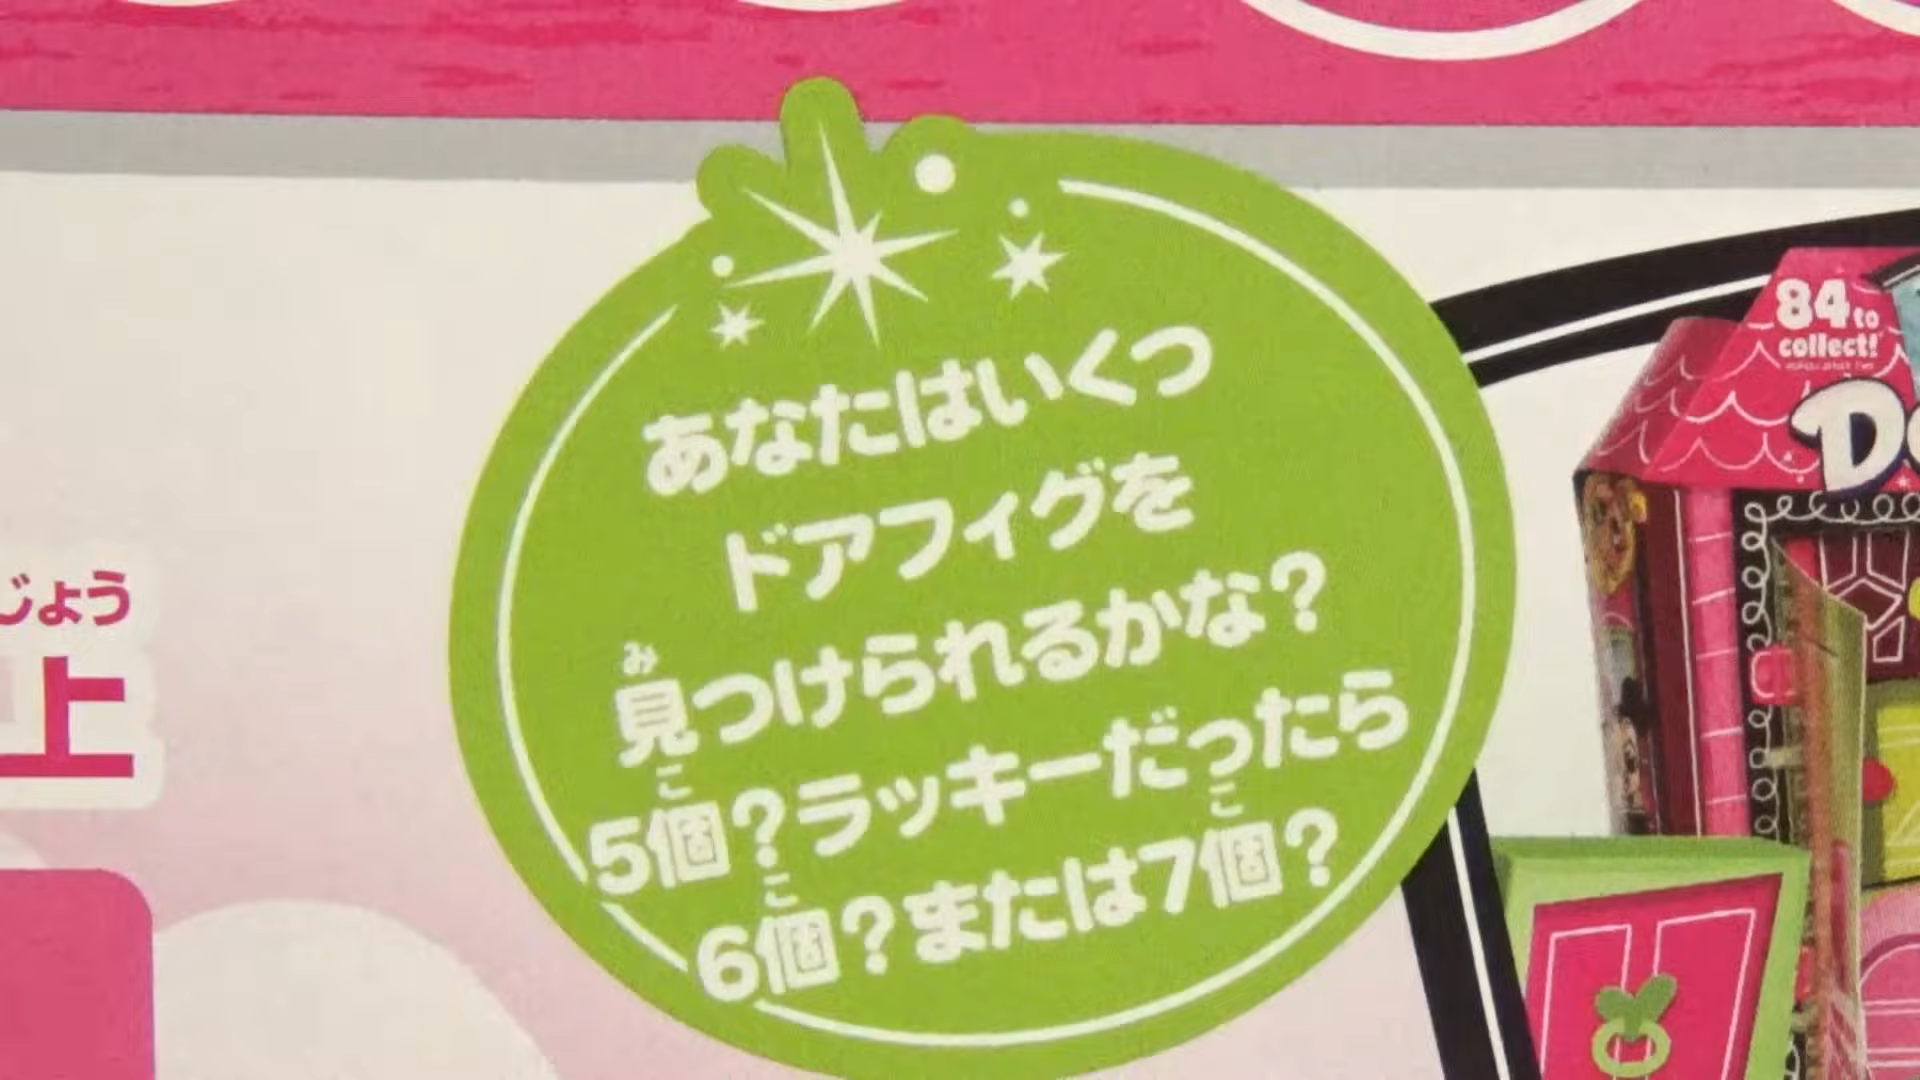 あなたはいくつ
ドアフィグを
み
見つけられるかな?
こ
5個?ラッキーだったら
こ こ
6個?または7個?
じょう
上
84 to
collect!